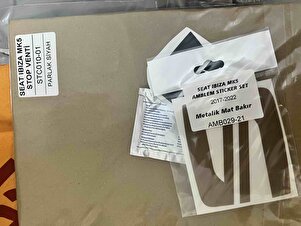 SEAT IBIZA MK5
STOP VENTİ
STC010-01
PARLAK SİYAH
SEAT IBIZA MK5
AMBLEM STICKER SET
2017-2022
Metalik Mat Bakır
AMB029-21